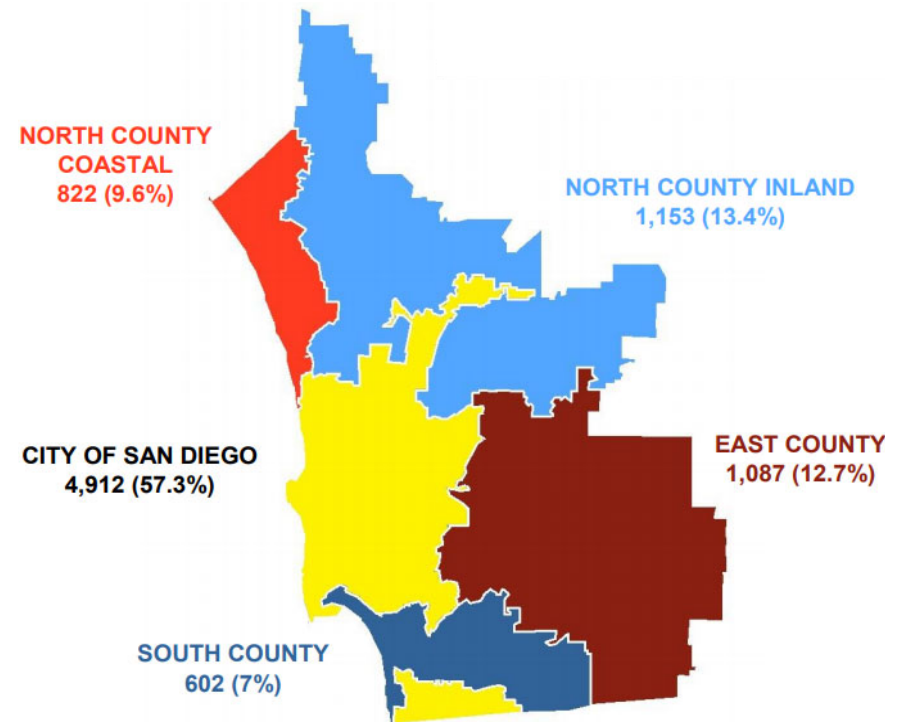 NORTH COUNTY
COASTAL
822 (9.6%)
NORTH COUNTY INLAND
1,153 (13.4%)
CITY OF SAN DIEGO
4,912 (57.3%)
EAST COUNTY
1,087 (12.7%)
SOUTH COUNTY
602 (7%)